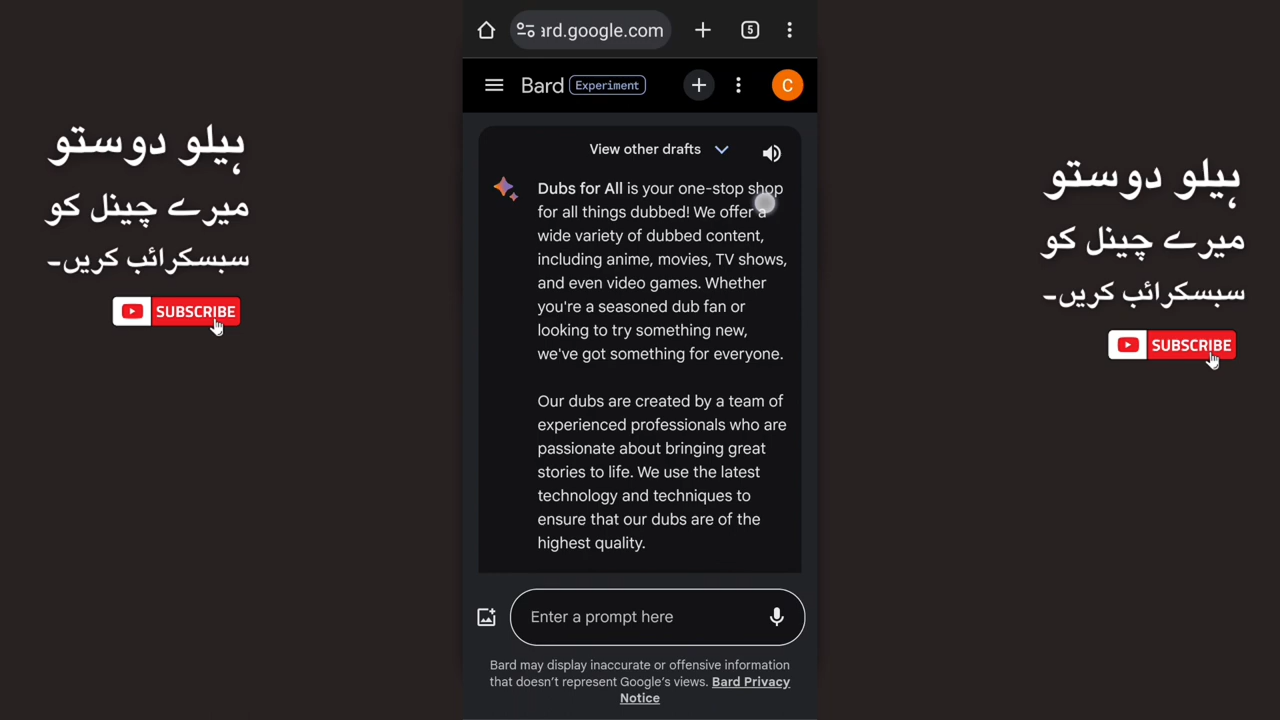 ہیلو دوستو
میرے چینل کو
سبسکرائب کریں۔
SUBSCRIBE
ard.google.com
5
Bard Experiment
C
View other drafts
Dubs for All is your one-stop shop
for all things dubbed! We offer a
wide variety of dubbed content,
including anime, movies, TV shows,
and even video games. Whether
you're a seasoned dub fan or
looking to try something new,
we've got something for everyone.
Our dubs are created by a team of
experienced professionals who are
passionate about bringing great
stories to life. We use the latest
technology and techniques to
ensure that our dubs are of the
highest quality.
Enter a prompt here
Bard may display inaccurate or offensive information
that doesn't represent Google's views. Bard Privacy
Notice
ہیلو دوستو
میرے چینل کو
سبسکرائب کریں۔
SUBSCRIBE